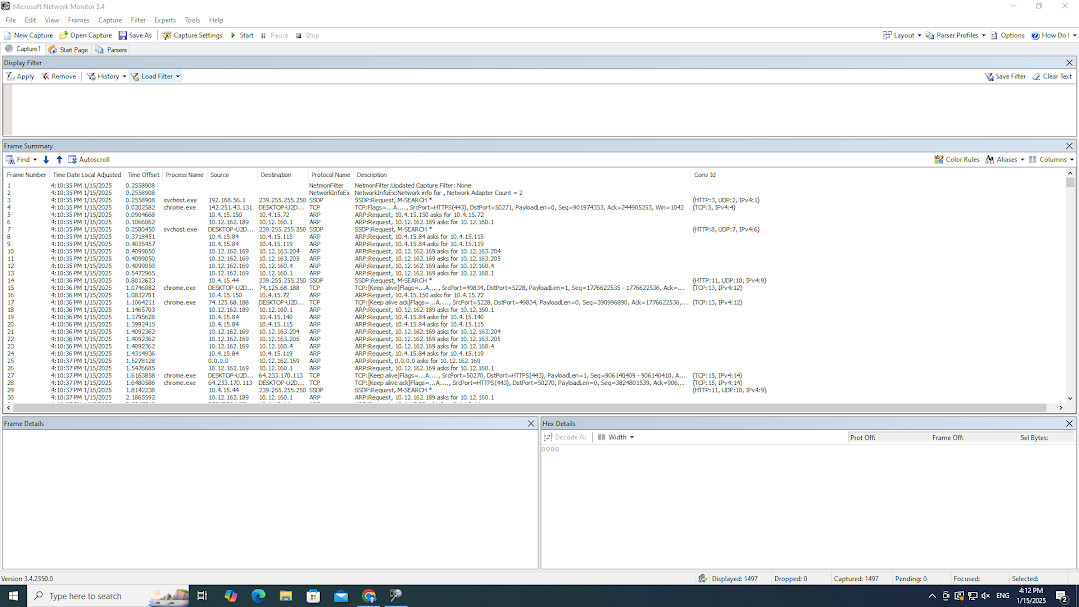 Microsoft Network Monitor 3.4
File Edit View Frames Capture Filter Experts Tools Help
New Capture Open Capture Save As Capture Settings Start Pause Stop Layout Parser Profiles Options How Do I
Capture1 Start Page Parsers
Display Filter
Apply Remove History Load Filter Save Filter Clear Text
Frame Summary
Find Autoscroll Color Rules Aliases Columns
Frame Number Time Date Local Adjusted Time Offset Process Name Source Destination Protocol Name Description Conv Id
1 4:10:35 PM 1/15/2025 0.2558908 NetmonFilter NetmonFilter:Updated Capture Filter: None
2 4:10:35 PM 1/15/2025 0.2558908 NetworkInfoEx NetworkInfoEx:Network info for , Network Adapter Count = 2
3 4:10:35 PM 1/15/2025 0.2558908 svchost.exe 192.168.56.1 239.255.255.250 SSDP SSDP:Request, M-SEARCH * {HTTP:3, UDP:2, IPv4:1}
4 4:10:35 PM 1/15/2025 0.0202582 chrome.exe 142.251.43.131 DESKTOP-U2D... TCP TCP:Flags=...A...., SrcPort=HTTPS(443), DstPort=50271, PayloadLen=0, Seq=901974353, Ack=244905253, Win=1042 {TCP:5, IPv4:4}
5 4:10:35 PM 1/15/2025 0.0904668 10.4.15.150 10.4.15.72 ARP ARP:Request, 10.4.15.150 asks for 10.4.15.72
6 4:10:35 PM 1/15/2025 0.1066062 10.12.162.189 10.12.160.1 ARP ARP:Request, 10.12.162.189 asks for 10.12.160.1
7 4:10:35 PM 1/15/2025 0.2580450 svchost.exe DESKTOP-U2D... 239.255.255.250 SSDP SSDP:Request, M-SEARCH * {HTTP:8, UDP:7, IPv4:6}
8 4:10:35 PM 1/15/2025 0.3718451 10.4.15.84 10.4.15.115 ARP ARP:Request, 10.4.15.84 asks for 10.4.15.115
9 4:10:35 PM 1/15/2025 0.4035457 10.4.15.84 10.4.15.119 ARP ARP:Request, 10.4.15.84 asks for 10.4.15.119
10 4:10:35 PM 1/15/2025 0.4099050 10.12.162.169 10.12.163.204 ARP ARP:Request, 10.12.162.169 asks for 10.12.163.204
11 4:10:35 PM 1/15/2025 0.4099050 10.12.162.169 10.12.163.205 ARP ARP:Request, 10.12.162.169 asks for 10.12.163.205
12 4:10:35 PM 1/15/2025 0.4099050 10.12.162.169 10.12.160.4 ARP ARP:Request, 10.12.162.169 asks for 10.12.160.4
13 4:10:35 PM 1/15/2025 0.5472965 10.12.162.169 10.12.160.1 ARP ARP:Request, 10.12.162.169 asks for 10.12.160.1
14 4:10:36 PM 1/15/2025 0.8012623 10.4.15.44 239.255.255.250 SSDP SSDP:Request, M-SEARCH * {HTTP:11, UDP:10, IPv4:9}
15 4:10:36 PM 1/15/2025 1.0746082 chrome.exe DESKTOP-U2D... 74.125.68.188 TCP TCP:[Keep alive]Flags=...A...., SrcPort=49834, DstPort=5228, PayloadLen=1, Seq=1776622535 - 1776622536, Ack=... {TCP:13, IPv4:12}
16 4:10:36 PM 1/15/2025 1.0832781 10.4.15.150 10.4.15.72 ARP ARP:Request, 10.4.15.150 asks for 10.4.15.72
17 4:10:36 PM 1/15/2025 1.1064211 chrome.exe 74.125.68.188 DESKTOP-U2D... TCP TCP:[Keep alive ack]Flags=...A...., SrcPort=5228, DstPort=49834, PayloadLen=0, Seq=390996890, Ack=1776622536,... {TCP:13, IPv4:12}
18 4:10:36 PM 1/15/2025 1.1465703 10.12.162.189 10.12.160.1 ARP ARP:Request, 10.12.162.189 asks for 10.12.160.1
19 4:10:36 PM 1/15/2025 1.3795628 10.4.15.84 10.4.15.140 ARP ARP:Request, 10.4.15.84 asks for 10.4.15.140
20 4:10:36 PM 1/15/2025 1.3992415 10.4.15.84 10.4.15.115 ARP ARP:Request, 10.4.15.84 asks for 10.4.15.115
21 4:10:36 PM 1/15/2025 1.4092362 10.12.162.169 10.12.163.204 ARP ARP:Request, 10.12.162.169 asks for 10.12.163.204
22 4:10:36 PM 1/15/2025 1.4092362 10.12.162.169 10.12.163.205 ARP ARP:Request, 10.12.162.169 asks for 10.12.163.205
23 4:10:36 PM 1/15/2025 1.4092362 10.12.162.169 10.12.160.4 ARP ARP:Request, 10.12.162.169 asks for 10.12.160.4
24 4:10:36 PM 1/15/2025 1.4314936 10.4.15.84 10.4.15.119 ARP ARP:Request, 10.4.15.84 asks for 10.4.15.119
25 4:10:37 PM 1/15/2025 1.5278128 0.0.0.0 10.12.162.169 ARP ARP:Request, 0.0.0.0 asks for 10.12.162.169
26 4:10:37 PM 1/15/2025 1.5476685 10.12.162.169 10.12.160.1 ARP ARP:Request, 10.12.162.169 asks for 10.12.160.1
27 4:10:37 PM 1/15/2025 1.6163858 chrome.exe DESKTOP-U2D... 64.233.170.113 TCP TCP:[Keep alive]Flags=...A...., SrcPort=50270, DstPort=HTTPS(443), PayloadLen=1, Seq=906140409 - 906140410, A... {TCP:15, IPv4:14}
28 4:10:37 PM 1/15/2025 1.6480586 chrome.exe 64.233.170.113 DESKTOP-U2D... TCP TCP:[Keep alive ack]Flags=...A...., SrcPort=HTTPS(443), DstPort=50270, PayloadLen=0, Seq=3824801539, Ack=906... {TCP:15, IPv4:14}
29 4:10:37 PM 1/15/2025 1.8142238 10.4.15.44 239.255.255.250 SSDP SSDP:Request, M-SEARCH * {HTTP:11, UDP:10, IPv4:9}
30 4:10:37 PM 1/15/2025 2.1865592 10.12.162.189 10.12.160.1 ARP ARP:Request, 10.12.162.189 asks for 10.12.160.1
Frame Details Hex Details
Decode As Width Prot Off: Frame Off: Sel Bytes:
0000
Version 3.4.2350.0 Displayed: 1497 Dropped: 0 Captured: 1497 Pending: 0 Focused: Selected:
Type here to search ENG 4:12 PM
1/15/2025 2